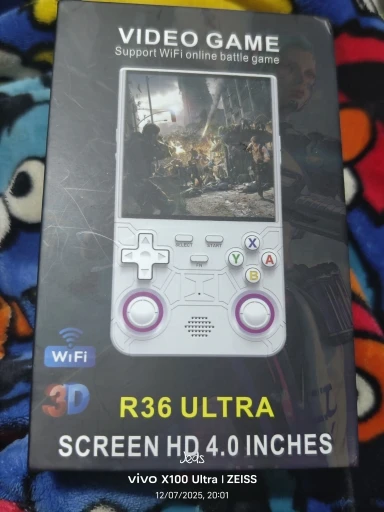 VIDEO GAME
Support WiFi online battle game
SELECT START
FN
X
Y A
B
WiFi
3D
R36 ULTRA
SCREEN HD 4.0 INCHES
vivo X100 Ultra | ZEISS
12/07/2025, 20:01